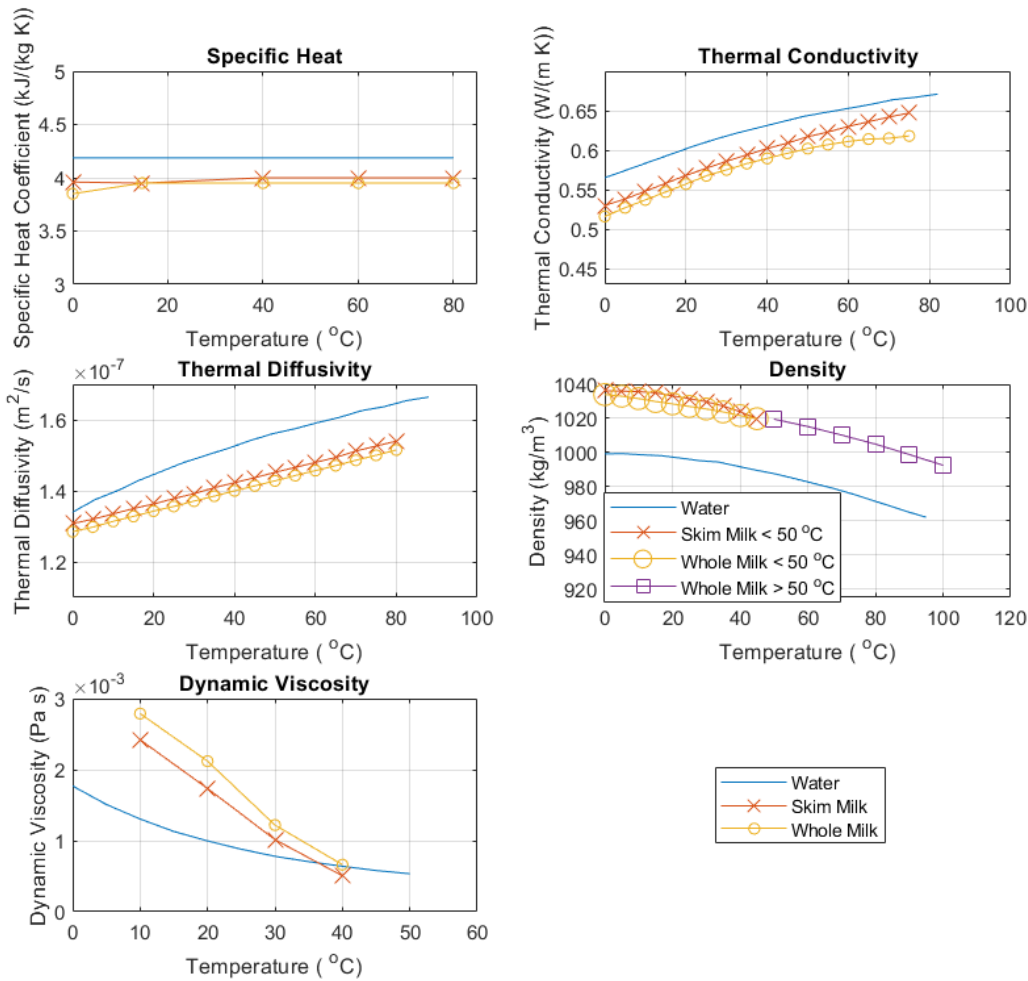 Specific Heat
Specific Heat Coefficient (kJ/(kg K))
5
4.5
4
3.5
3
0 20 40 60 80
Temperature ( °C)
Thermal Conductivity
Thermal Conductivity (W/(m K))
0.65
0.6
0.55
0.5
0.45
0 20 40 60 80 100
Temperature ( °C)
Thermal Diffusivity
×10⁻⁷
Thermal Diffusivity (m²/s)
1.6
1.4
1.2
0 20 40 60 80 100
Temperature ( °C)
Density
Density (kg/m³)
1040
1020
1000
980
960
940
920
Water
Skim Milk < 50 °C
Whole Milk < 50 °C
Whole Milk > 50 °C
0 20 40 60 80 100 120
Temperature ( °C)
Dynamic Viscosity
×10⁻³
Dynamic Viscosity (Pa s)
3
2
1
0
0 10 20 30 40 50 60
Temperature ( °C)
Water
Skim Milk
Whole Milk